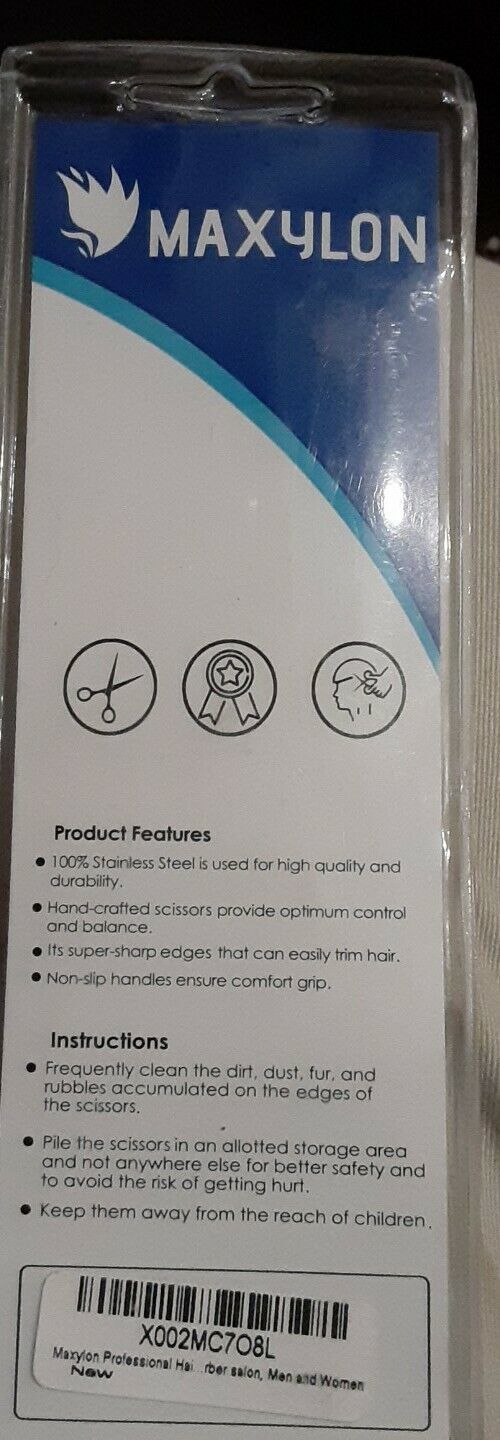 MAXYLON
Product Features
● 100% Stainless Steel is used for high quality and
durability.
● Hand-crafted scissors provide optimum control
and balance.
● Its super-sharp edges that can easily trim hair.
● Non-slip handles ensure comfort grip.
Instructions
● Frequently clean the dirt, dust, fur, and
rubbles accumulated on the edges of
the scissors.
● Pile the scissors in an allotted storage area
and not anywhere else for better safety and
to avoid the risk of getting hurt.
● Keep them away from the reach of children.
X002MC7O8L
Maxylon Professional Hai...rber salon, Men and Women
New